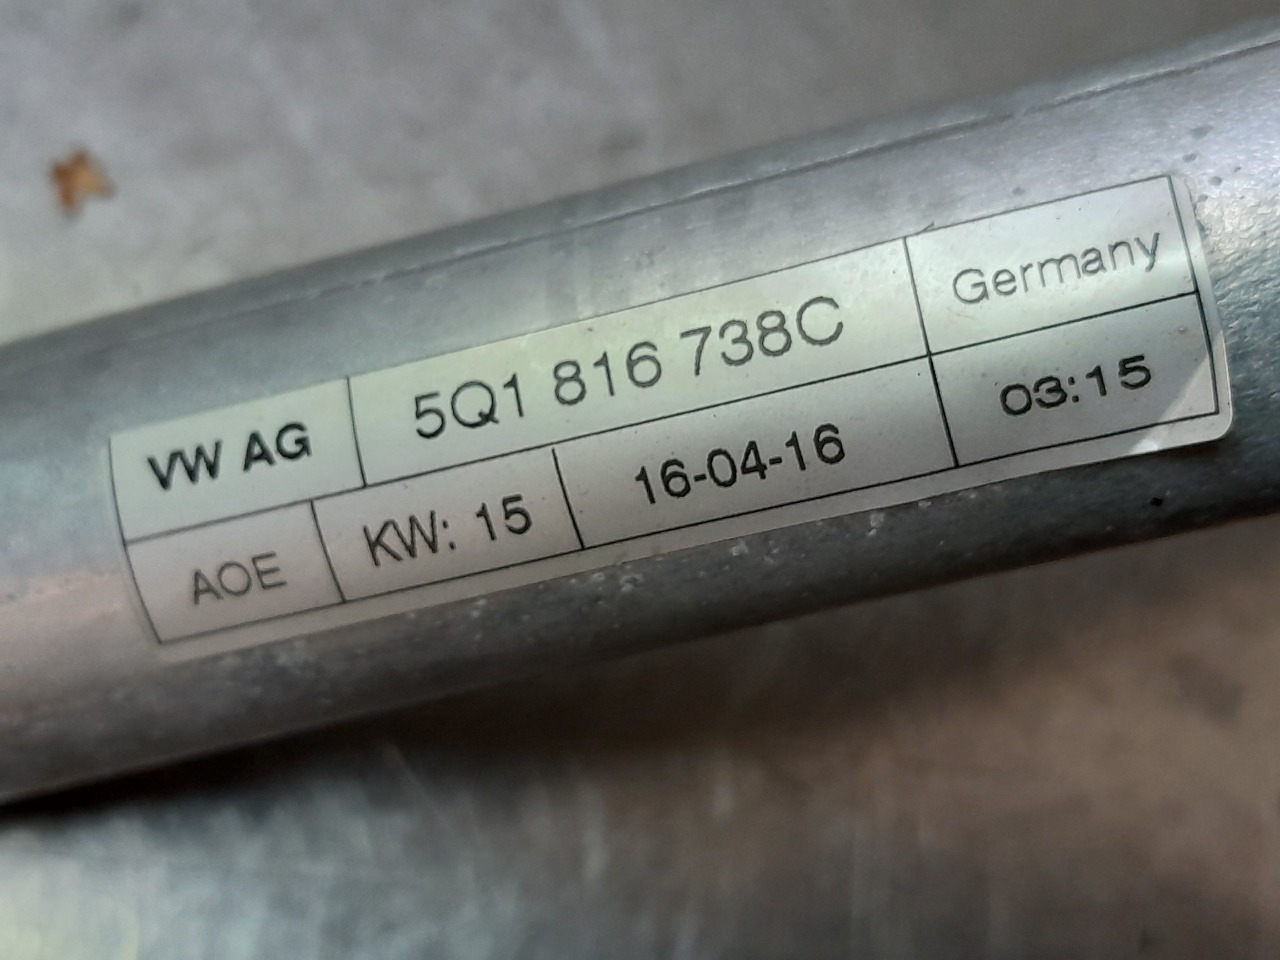 VW AG 5Q1 816 738C Germany
AOE KW: 15 16-04-16 03:15